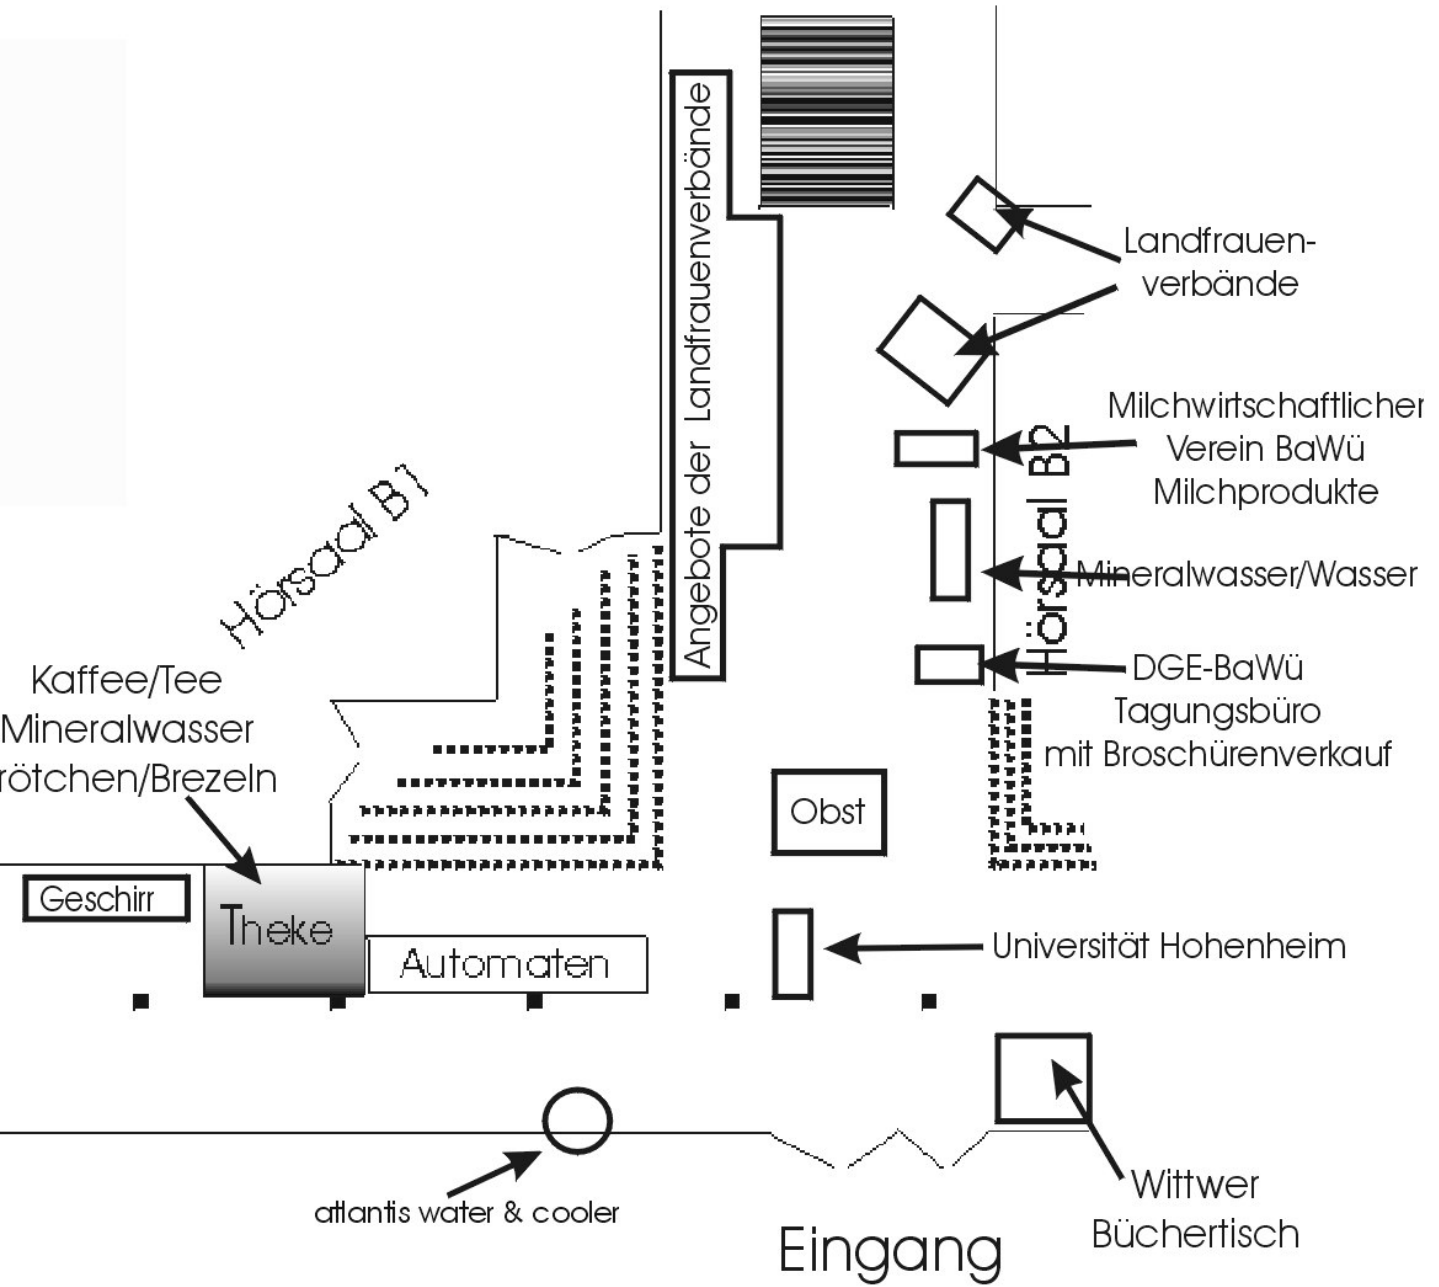 Angebote der Landfrauenverbände
Landfrauen-
verbände
Milchwirtschaftlicher
Verein BaWü
Milchprodukte
Hörsaal B1
Hörsaal B2
Mineralwasser/Wasser
DGE-BaWü
Tagungsbüro
mit Broschürenverkauf
Kaffee/Tee
Mineralwasser
rötchen/Brezeln
Obst
Geschirr
Theke
Automaten
Universität Hohenheim
atlantis water & cooler
Wittwer
Büchertisch
Eingang